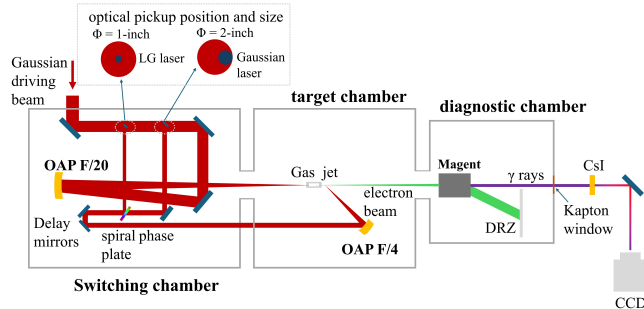 optical pickup position and size
Φ = 1-inch
Φ = 2-inch
LG laser
Gaussian
laser
Gaussian
driving
beam
target chamber
diagnostic chamber
OAP F/20
Gas jet
Magent
γ rays
CsI
electron
beam
Kapton
window
Delay
mirrors
spiral phase
plate
DRZ
OAP F/4
Switching chamber
CCD